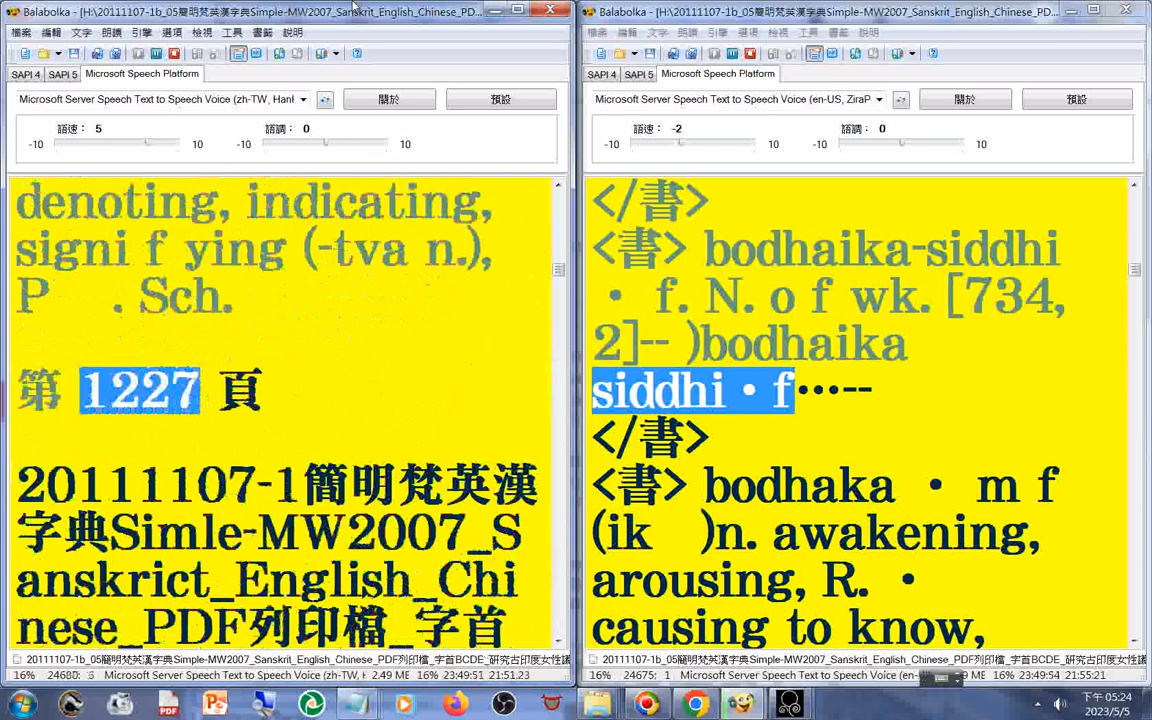 Balabolka - [H:\20111107-1b_05簡明梵英漢字典Simple-MW2007_Sanskrit_English_Chinese_PD...
檔案 編輯 文字 朗讀 引擎 選項 檢視 工具 書籤 說明
SAPI 4 SAPI 5 Microsoft Speech Platform
Microsoft Server Speech Text to Speech Voice (zh-TW, HanH 關於 預設
語速： 5 語調： 0
-10 10 -10 10
denoting, indicating,
signi f ying (-tva n.),
P . Sch.
第 1227 頁
20111107-1簡明梵英漢
字典Simle-MW2007_S
anskrict_English_Chi
nese_PDF列印檔_字首
20111107-1b_05簡明梵英漢字典Simple-MW2007_Sanskrit_English_Chinese_PDF列印檔_字首BCDE_研究古印度女性議
16% 2468 Microsoft Server Speech Text to Speech Voice (zh-TW, H 2.49 MB 16% 23:49:51 21:51:23
Balabolka - [H:\20111107-1b_05簡明梵英漢字典Simple-MW2007_Sanskrit_English_Chinese_PD...
檔案 編輯 文字 朗讀 引擎 選項 檢視 工具 書籤 說明
SAPI 4 SAPI 5 Microsoft Speech Platform
Microsoft Server Speech Text to Speech Voice (en-US, ZiraP 關於 預設
語速： -2 語調： 0
-10 10 -10 10
</書>
<書> bodhaika-siddhi
• f. N. o f wk. [734,
2]-- )bodhaika
siddhi • f•••--
</書>
<書> bodhaka • m f
(ik )n. awakening,
arousing, R. •
causing to know,
20111107-1b_05簡明梵英漢字典Simple-MW2007_Sanskrit_English_Chinese_PDF列印檔_字首BCDE_研究古印度女性議
16% 24675: 1 Microsoft Server Speech Text to Speech Voice 16% 23:49:54 21:55:21
下午 05:24
2023/5/5